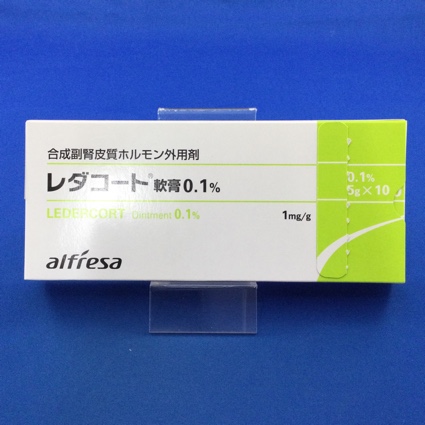 合成副腎皮質ホルモン外用剤
レダコート®軟膏0.1%
LEDERCORT Ointment 0.1%
1mg/g
0.1%
5g×10
alfresa